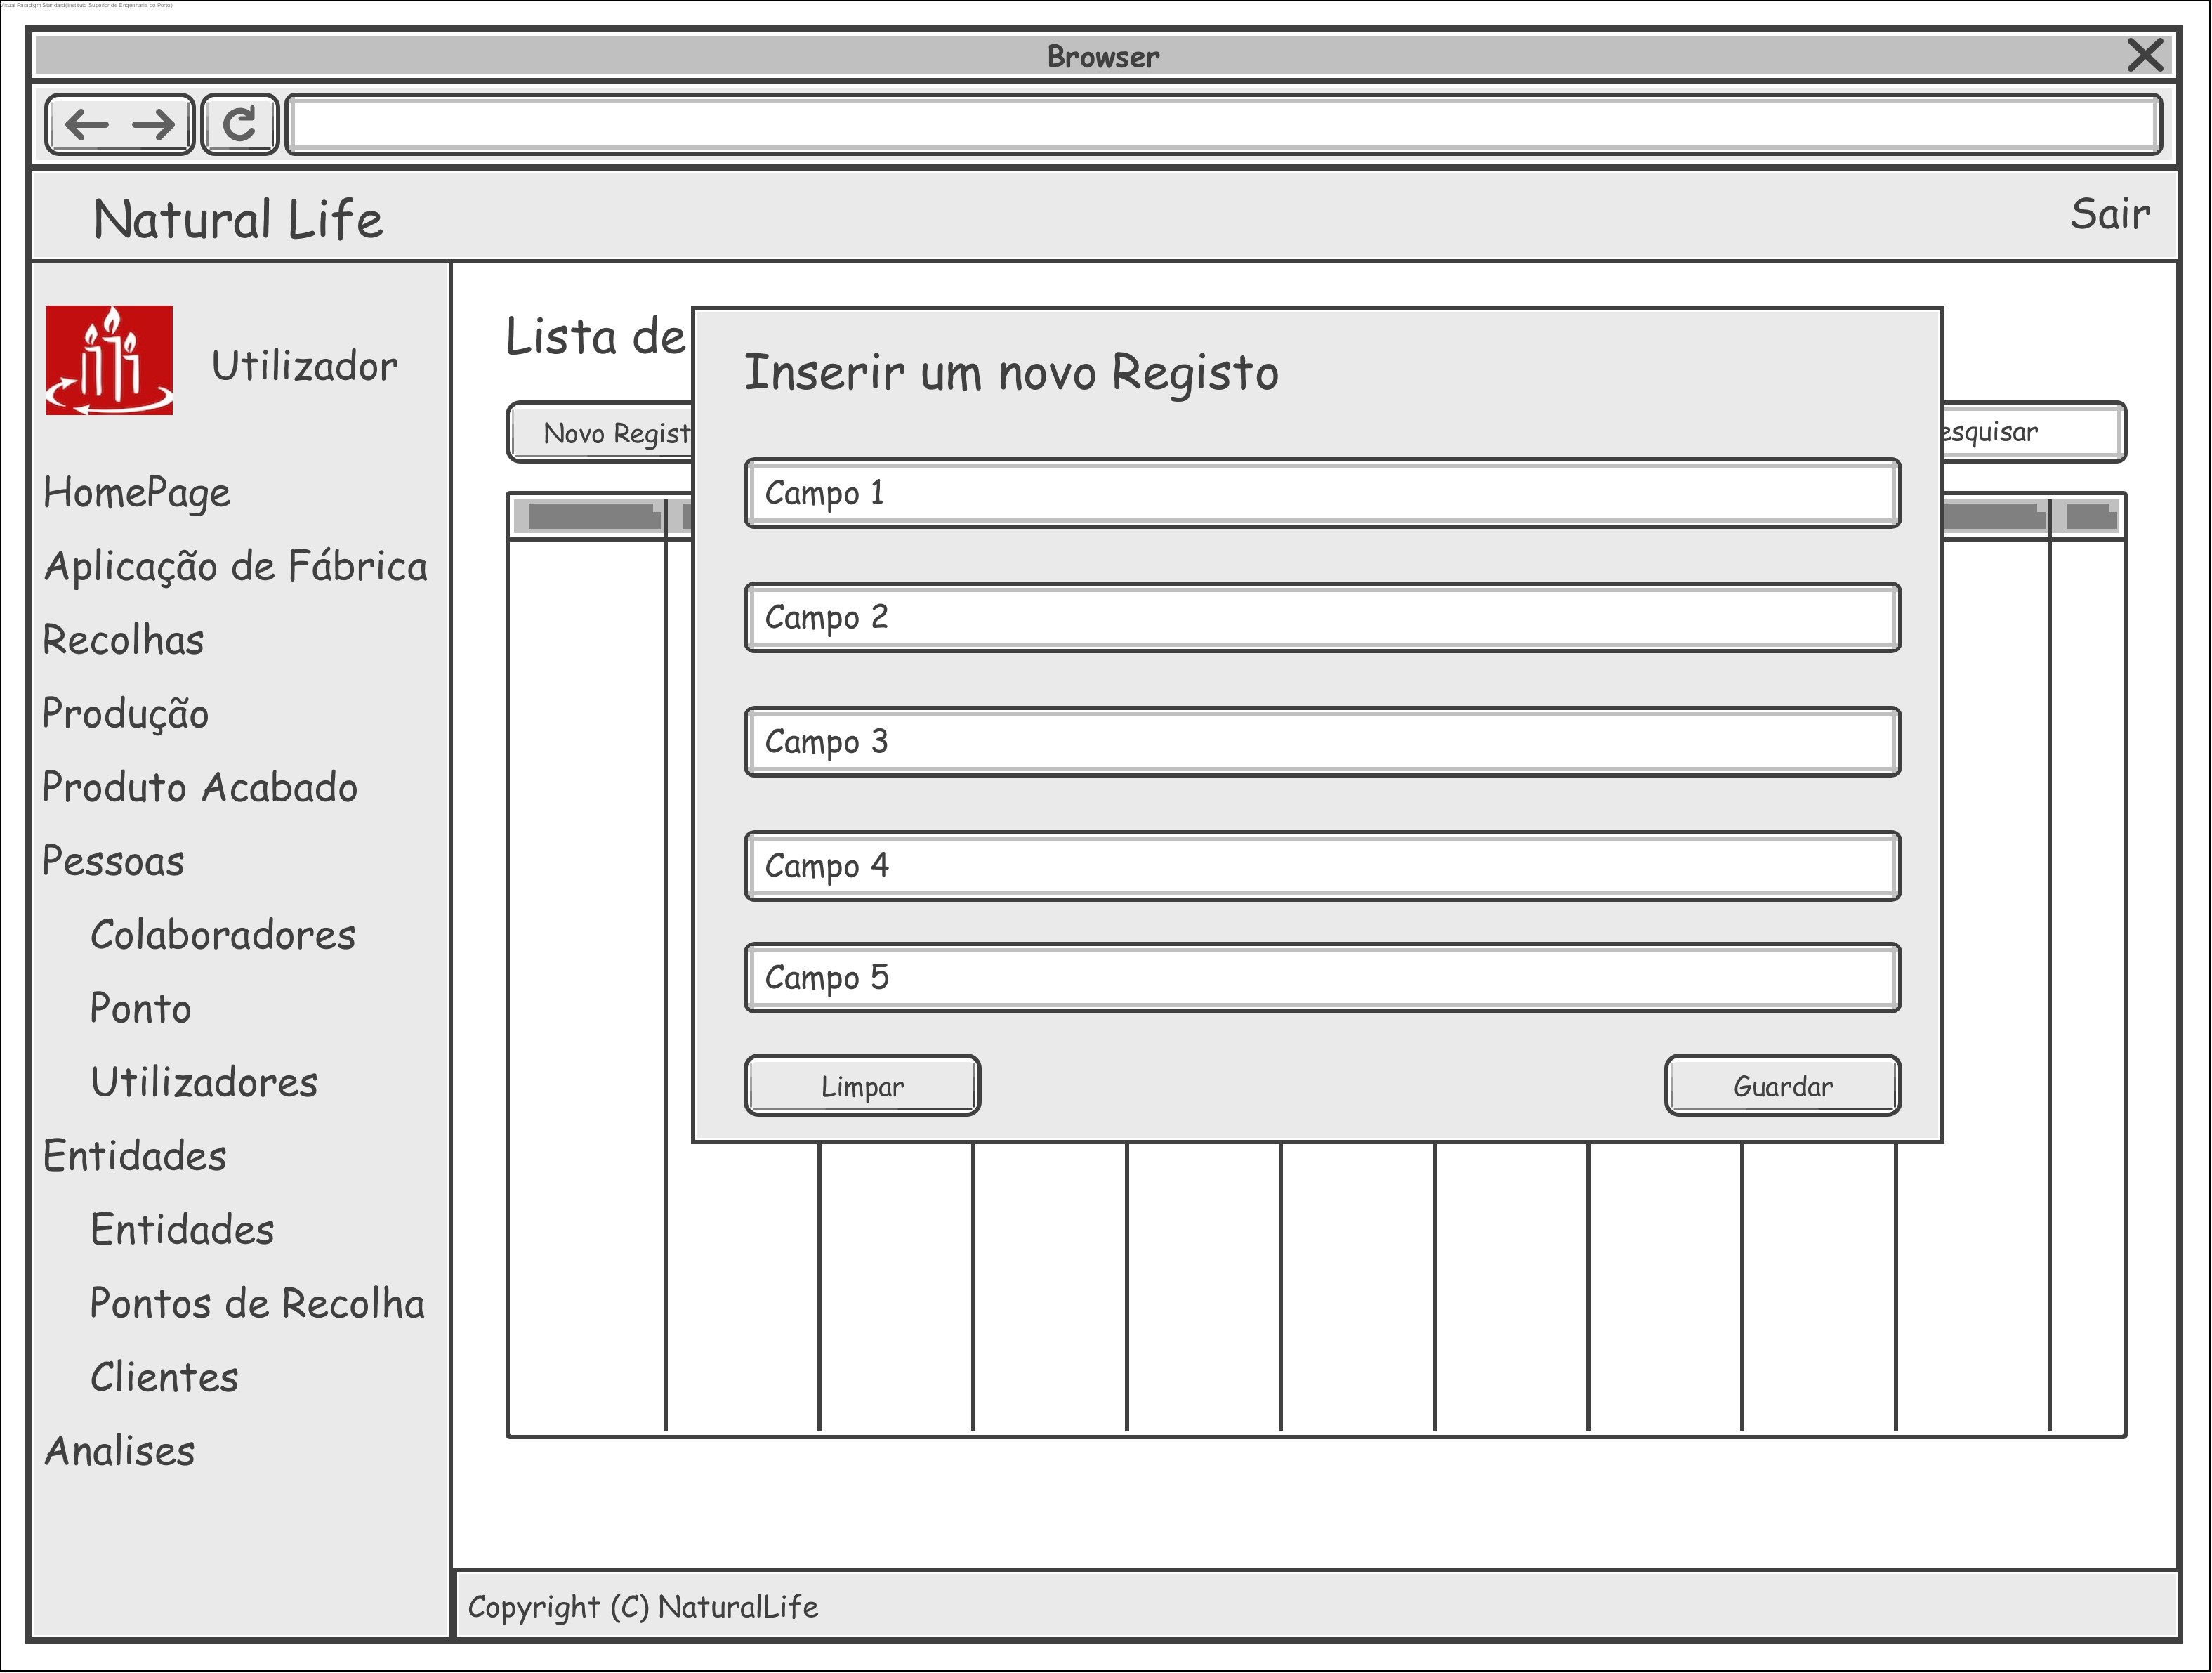 Visual Paradigm Standard(Instituto Superior de Engenharia do Porto)
Browser
Natural Life
Sair
Utilizador
HomePage
Aplicação de Fábrica
Recolhas
Produção
Produto Acabado
Pessoas
Colaboradores
Ponto
Utilizadores
Entidades
Entidades
Pontos de Recolha
Clientes
Analises
Lista de
Novo Regist
esquisar
Inserir um novo Registo
Campo 1
Campo 2
Campo 3
Campo 4
Campo 5
Limpar
Guardar
Copyright (C) NaturalLife